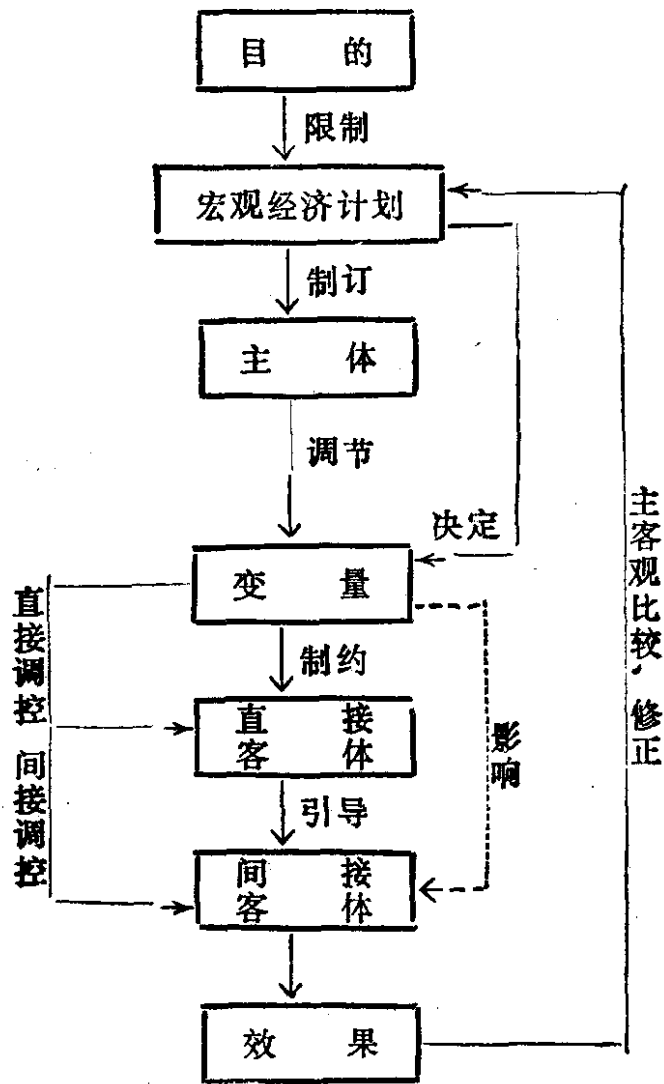 目 的
限制
宏观经济计划
制订
主 体
调节
决定
变 量
制约
直 接
客 体
引导
间 接
客 体
效 果
影响
直接调控 间接调控
主客观比较，修正